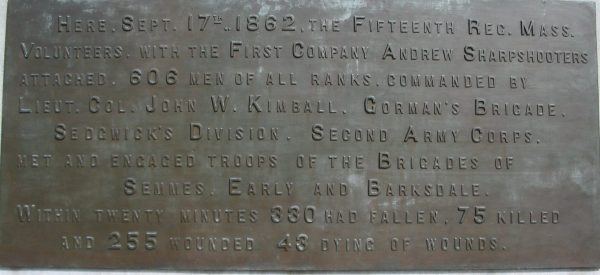 Here, Sept. 17th, 1862, the Fifteenth Reg. Mass.
Volunteers, with the First Company Andrew Sharpshooters
attached, 606 men of all ranks, commanded by
Lieut. Col. John W. Kimball, Gorman's Brigade,
Sedgwick's Division, Second Army Corps,
met and engaged troops of the Brigades of
Semmes, Early and Barksdale.
Within twenty minutes 330 had fallen, 75 killed
and 255 wounded 43 dying of wounds.